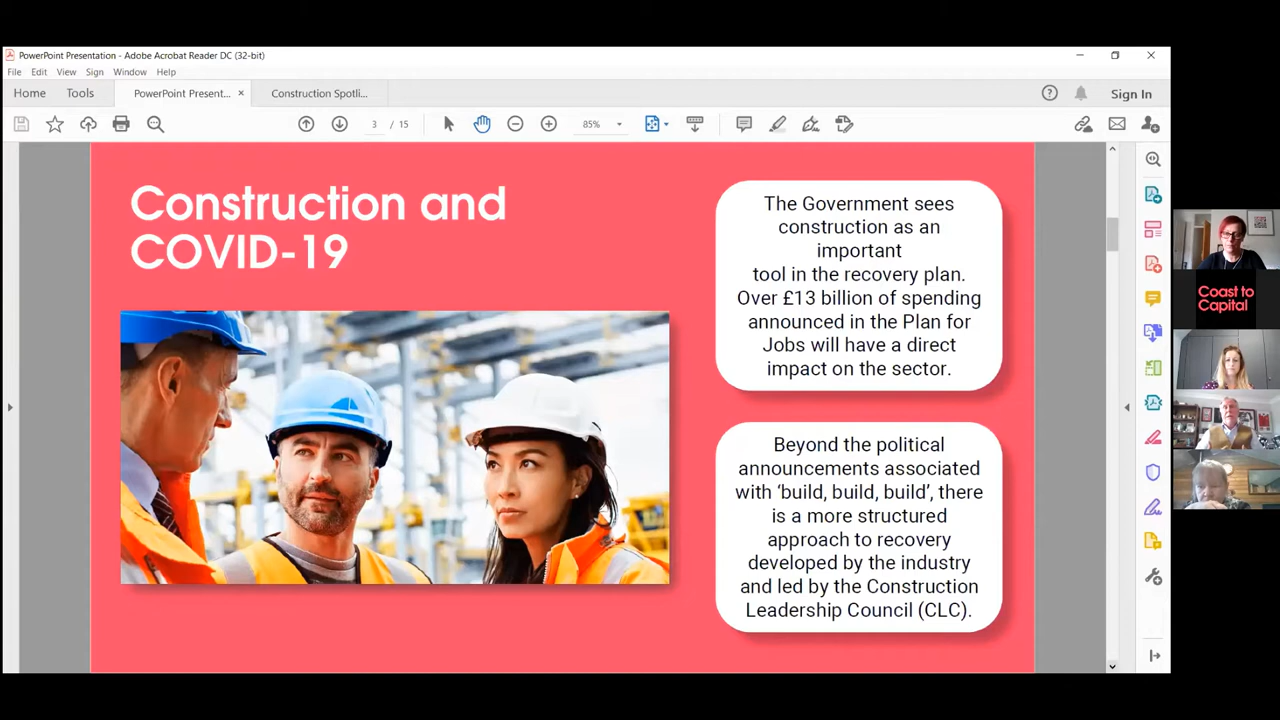 PowerPoint Presentation - Adobe Acrobat Reader DC (32-bit)
File Edit View Sign Window Help
Home Tools PowerPoint Present... × Construction Spotli... Sign In
3 / 15 85%
Construction and
COVID-19
The Government sees
construction as an
important
tool in the recovery plan.
Over £13 billion of spending
announced in the Plan for
Jobs will have a direct
impact on the sector.
Beyond the political
announcements associated
with ‘build, build, build’, there
is a more structured
approach to recovery
developed by the industry
and led by the Construction
Leadership Council (CLC).
Coast to
Capital